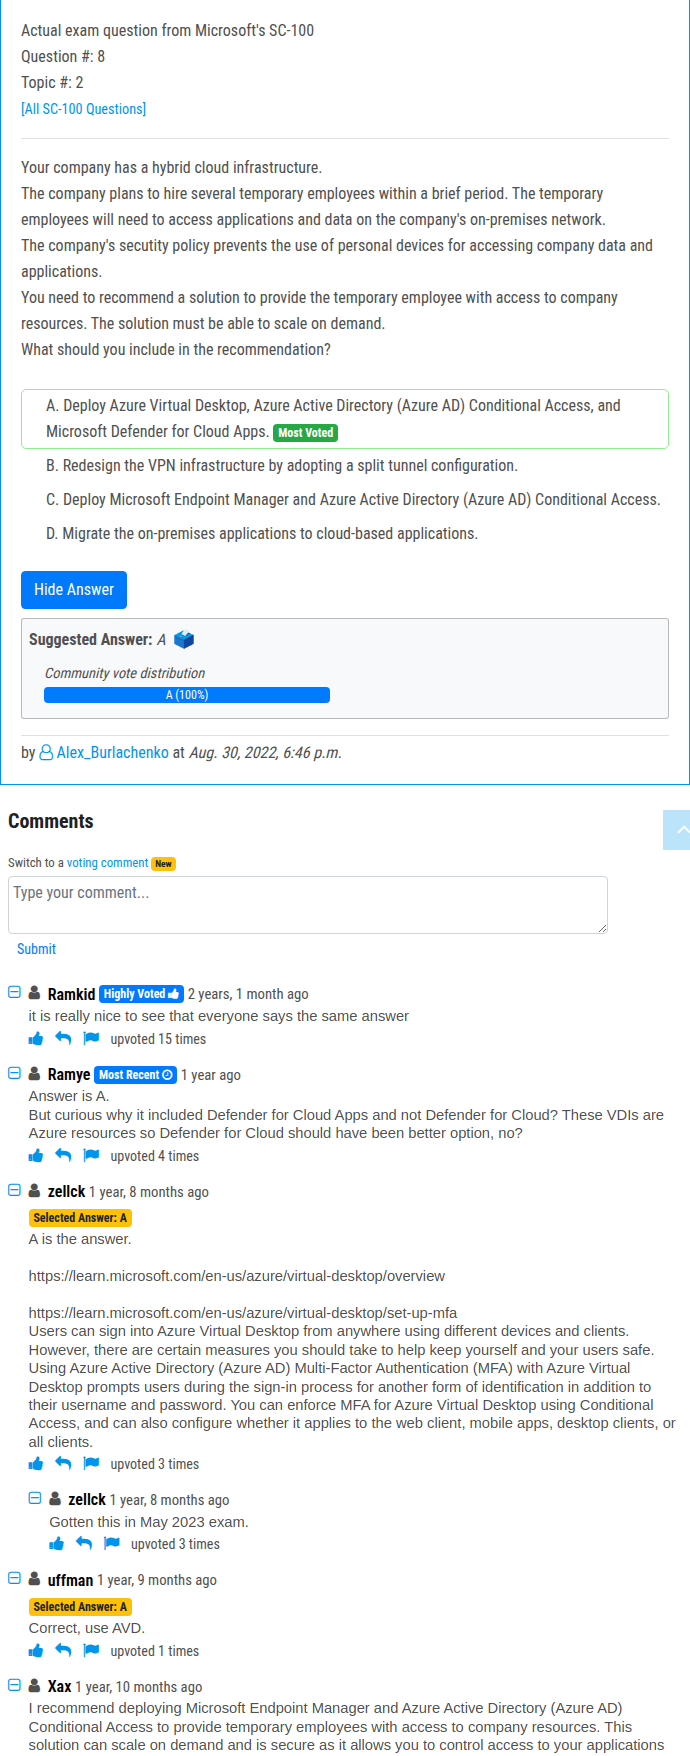 Actual exam question from Microsoft's SC-100
Question #: 8
Topic #: 2
[All SC-100 Questions]
Your company has a hybrid cloud infrastructure.
The company plans to hire several temporary employees within a brief period. The temporary
employees will need to access applications and data on the company's on-premises network.
The company's secutity policy prevents the use of personal devices for accessing company data and
applications.
You need to recommend a solution to provide the temporary employee with access to company
resources. The solution must be able to scale on demand.
What should you include in the recommendation?
A. Deploy Azure Virtual Desktop, Azure Active Directory (Azure AD) Conditional Access, and
Microsoft Defender for Cloud Apps. Most Voted
B. Redesign the VPN infrastructure by adopting a split tunnel configuration.
C. Deploy Microsoft Endpoint Manager and Azure Active Directory (Azure AD) Conditional Access.
D. Migrate the on-premises applications to cloud-based applications.
Hide Answer
Suggested Answer: A
Community vote distribution
A (100%)
by Alex_Burlachenko at Aug. 30, 2022, 6:46 p.m.
Comments
Switch to a voting comment New
Type your comment...
Submit
Ramkid Highly Voted 2 years, 1 month ago
it is really nice to see that everyone says the same answer
upvoted 15 times
Ramye Most Recent 1 year ago
Answer is A.
But curious why it included Defender for Cloud Apps and not Defender for Cloud? These VDIs are
Azure resources so Defender for Cloud should have been better option, no?
upvoted 4 times
zellck 1 year, 8 months ago
Selected Answer: A
A is the answer.
https://learn.microsoft.com/en-us/azure/virtual-desktop/overview
https://learn.microsoft.com/en-us/azure/virtual-desktop/set-up-mfa
Users can sign into Azure Virtual Desktop from anywhere using different devices and clients.
However, there are certain measures you should take to help keep yourself and your users safe.
Using Azure Active Directory (Azure AD) Multi-Factor Authentication (MFA) with Azure Virtual
Desktop prompts users during the sign-in process for another form of identification in addition to
their username and password. You can enforce MFA for Azure Virtual Desktop using Conditional
Access, and can also configure whether it applies to the web client, mobile apps, desktop clients, or
all clients.
upvoted 3 times
zellck 1 year, 8 months ago
Gotten this in May 2023 exam.
upvoted 3 times
uffman 1 year, 9 months ago
Selected Answer: A
Correct, use AVD.
upvoted 1 times
Xax 1 year, 10 months ago
I recommend deploying Microsoft Endpoint Manager and Azure Active Directory (Azure AD)
Conditional Access to provide temporary employees with access to company resources. This
solution can scale on demand and is secure as it allows you to control access to your applications